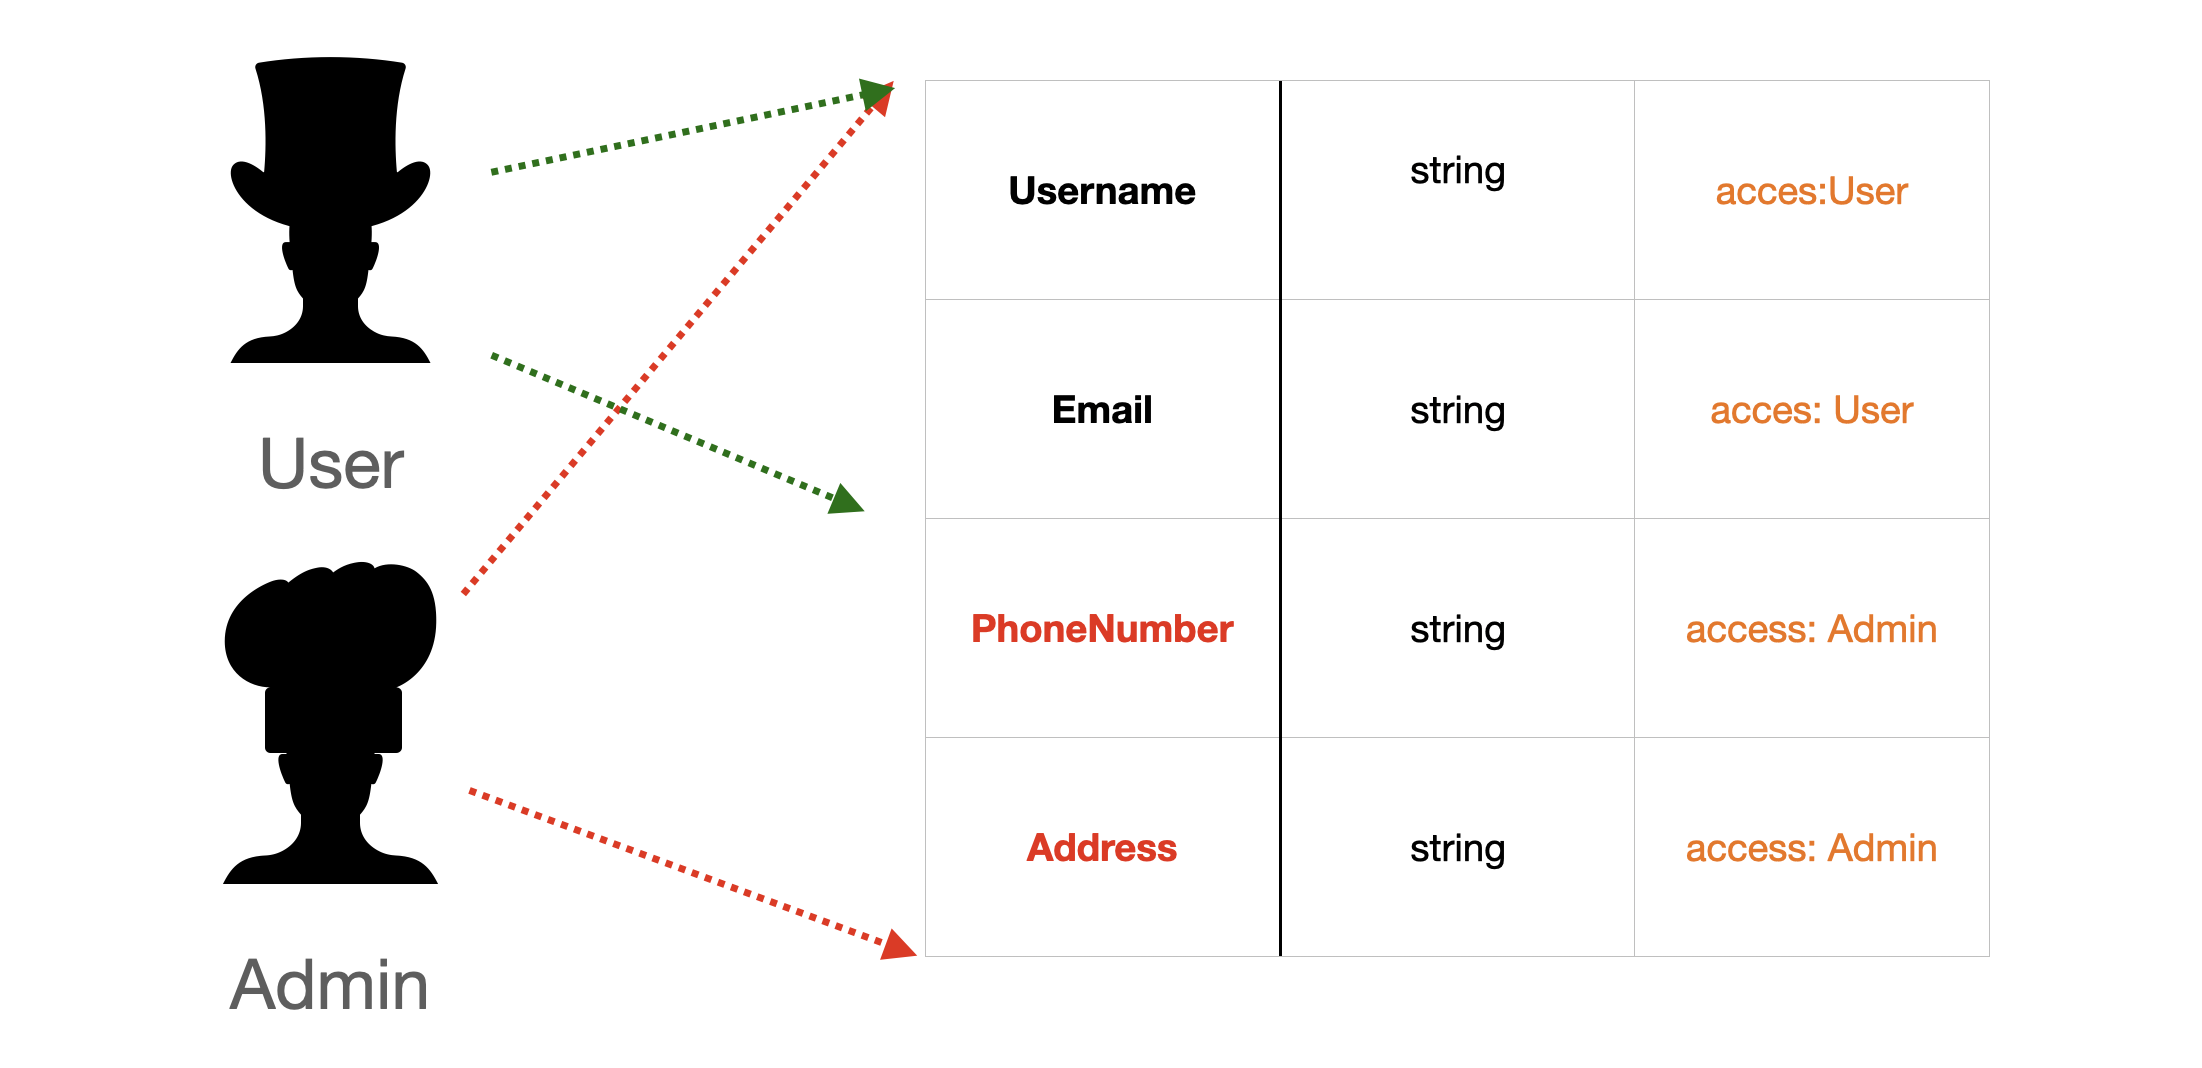 User
Admin
Username string acces:User
Email string acces: User
PhoneNumber string access: Admin
Address string access: Admin